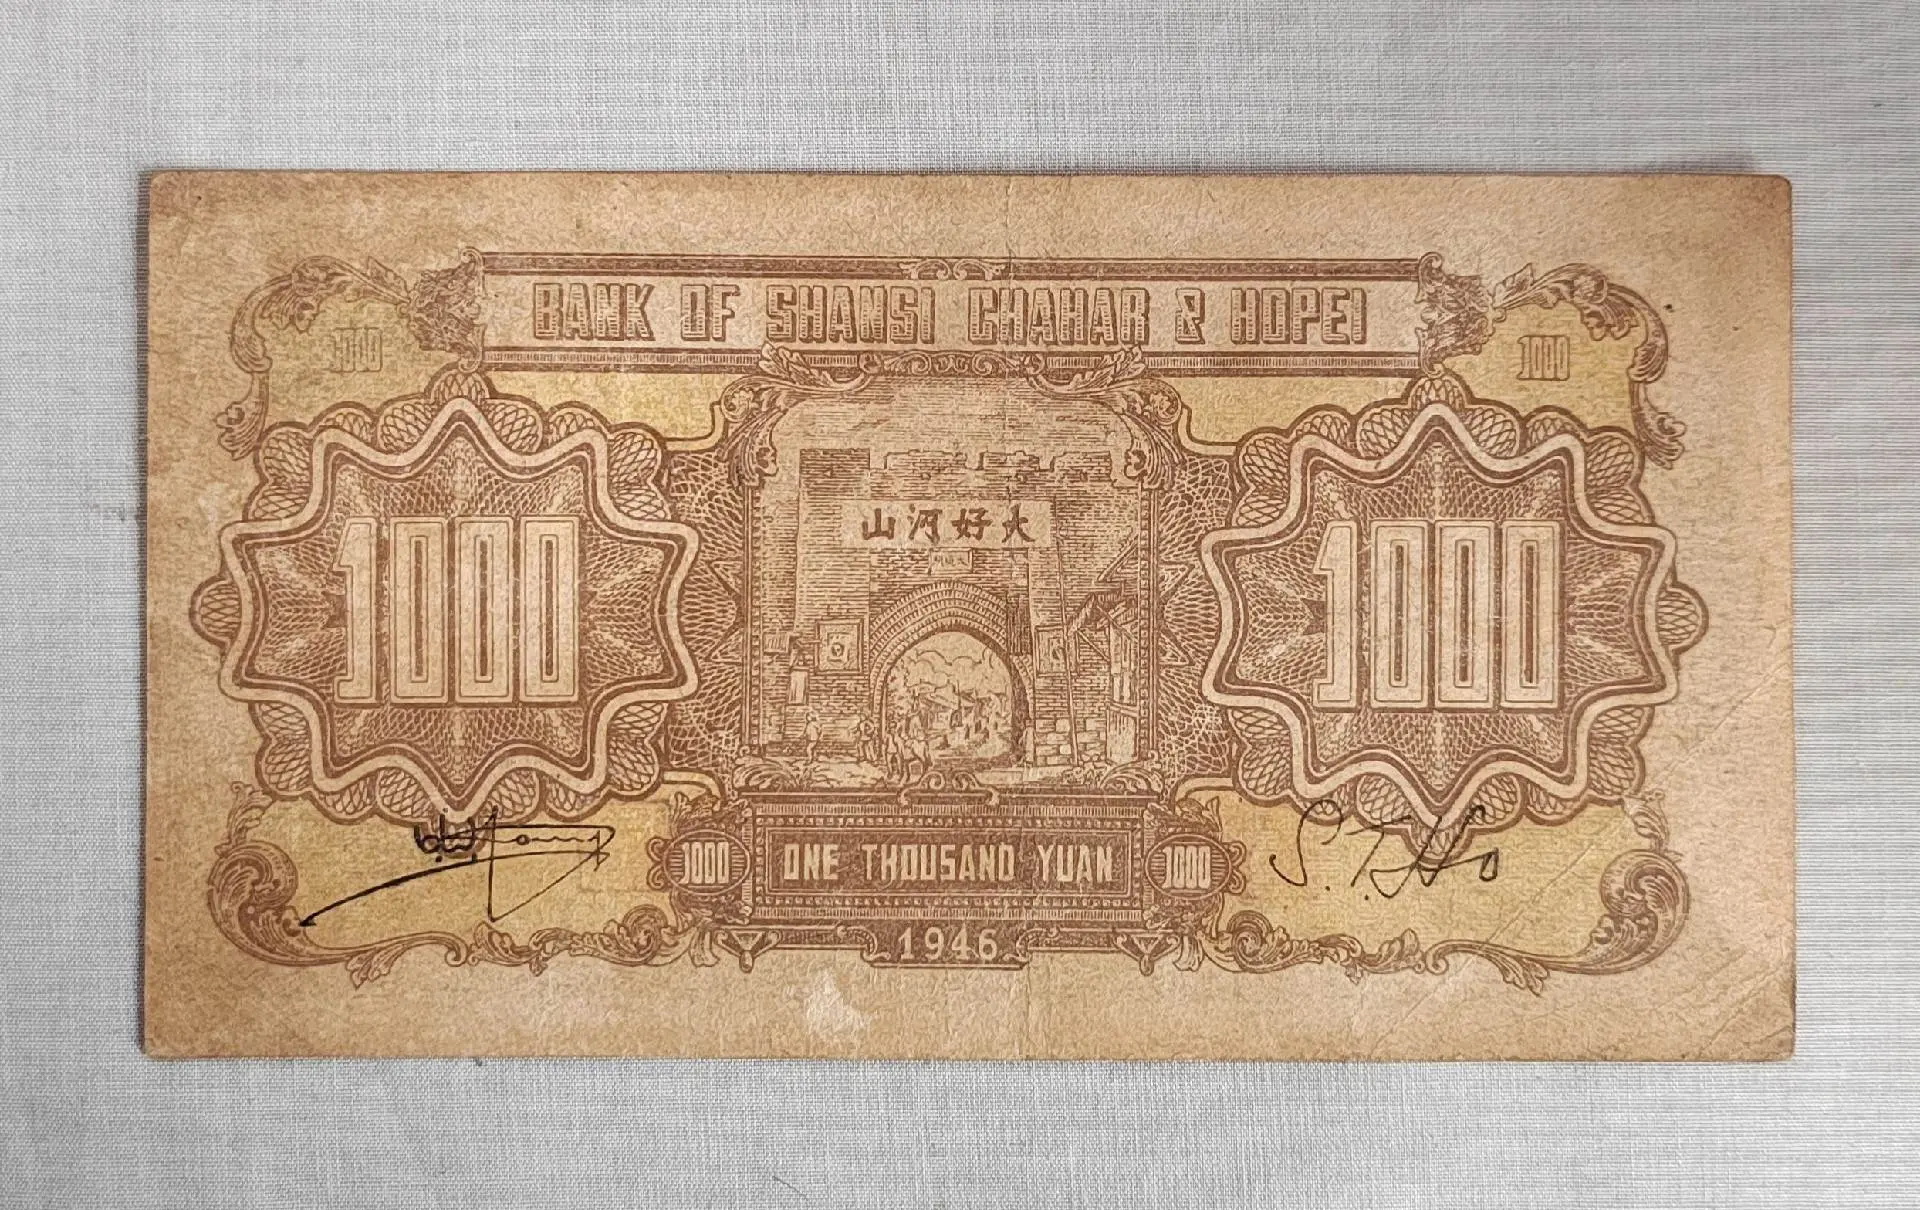 BANK OF SHANSI CHAHAR & HOPEI
1000
1000
山河好大
1000
1000
1000
ONE THOUSAND YUAN
1000
S. T. Ho
1946